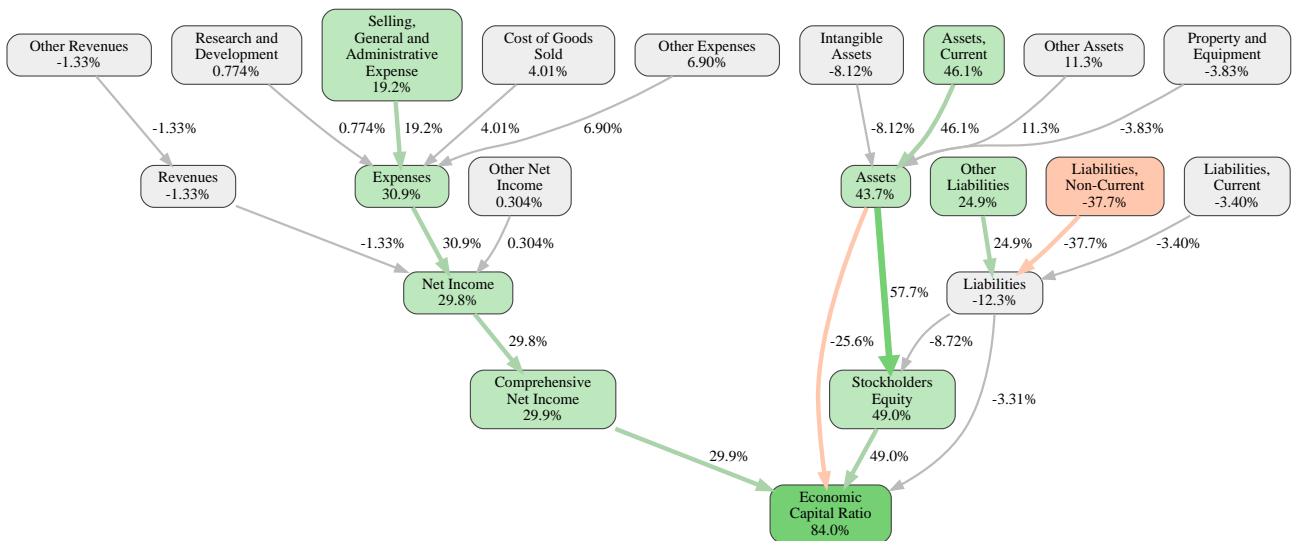 Other Revenues
-1.33%
Research and
Development
0.774%
Selling,
General and
Administrative
Expense
19.2%
Cost of Goods
Sold
4.01%
Other Expenses
6.90%
Intangible
Assets
-8.12%
Assets,
Current
46.1%
Other Assets
11.3%
Property and
Equipment
-3.83%
-1.33%
0.774%
19.2%
4.01%
6.90%
-8.12%
46.1%
11.3%
-3.83%
Revenues
-1.33%
Expenses
30.9%
Other Net
Income
0.304%
Assets
43.7%
Other
Liabilities
24.9%
Liabilities,
Non-Current
-37.7%
Liabilities,
Current
-3.40%
-1.33%
30.9%
0.304%
24.9%
-37.7%
-3.40%
Net Income
29.8%
57.7%
Liabilities
-12.3%
29.8%
-25.6%
-8.72%
Comprehensive
Net Income
29.9%
Stockholders
Equity
49.0%
-3.31%
29.9%
49.0%
Economic
Capital Ratio
84.0%